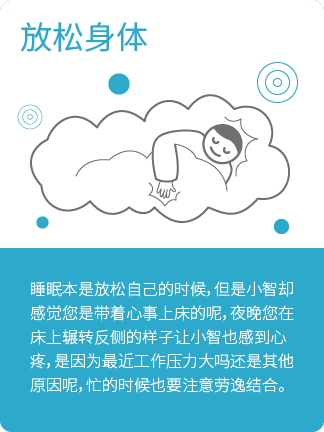 放松身体
睡眠本是放松自己的时候，但是小智却
感觉您是带着心事上床的呢，夜晚您在
床上辗转反侧的样子让小智也感到心
疼，是因为最近工作压力大吗还是其他
原因呢，忙的时候也要注意劳逸结合。